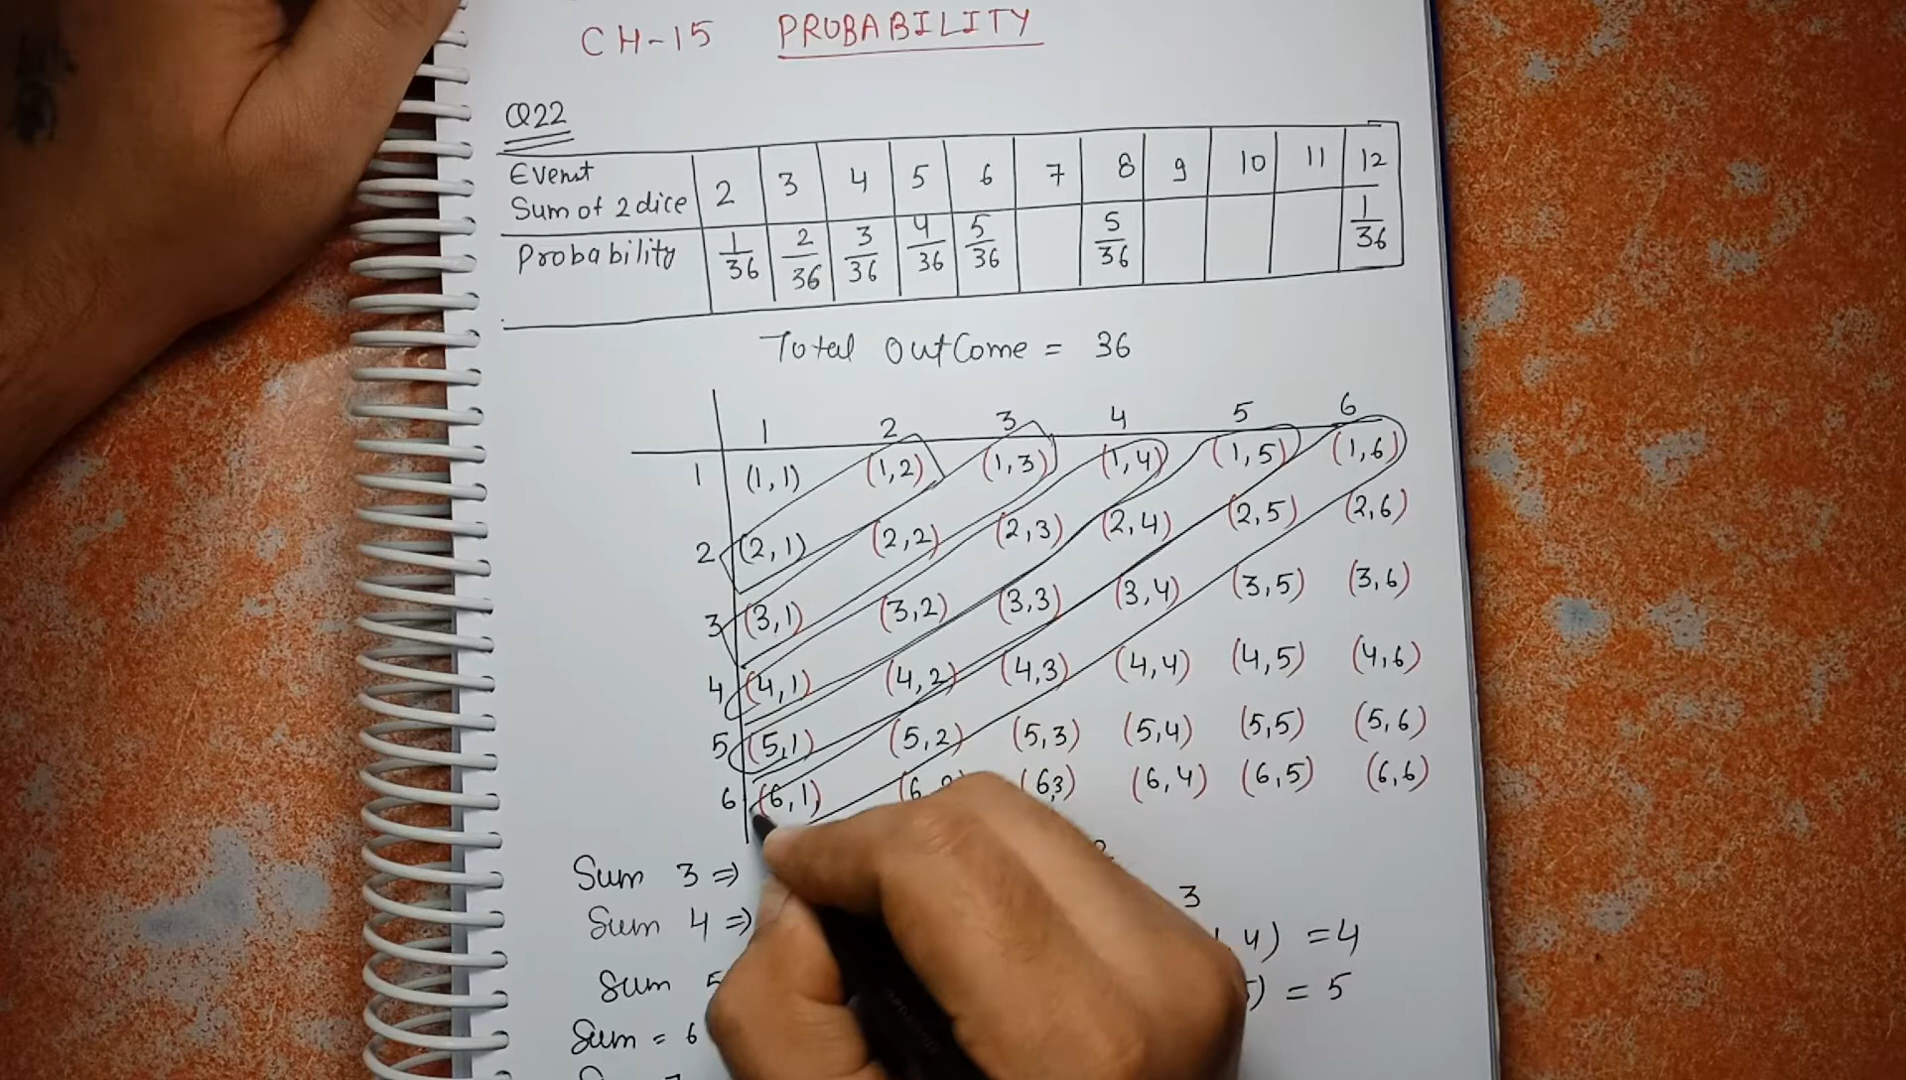 CH-15 PROBABILITY
Q22
Event Sum of 2 dice 2 3 4 5 6 7 8 9 10 11 12
Probability 1/36 2/36 3/36 4/36 5/36 5/36 1/36
Total Outcome = 36
1 2 3 4 5 6
1 (1,1) (1,2) (1,3) (1,4) (1,5) (1,6)
2 (2,1) (2,2) (2,3) (2,4) (2,5) (2,6)
3 (3,1) (3,2) (3,3) (3,4) (3,5) (3,6)
4 (4,1) (4,2) (4,3) (4,4) (4,5) (4,6)
5 (5,1) (5,2) (5,3) (5,4) (5,5) (5,6)
6 (6,1) (6, (6,3) (6,4) (6,5) (6,6)
Sum 3 ⇒
Sum 4 ⇒ 3
Sum 5 4) = 4
) = 5
Sum = 6